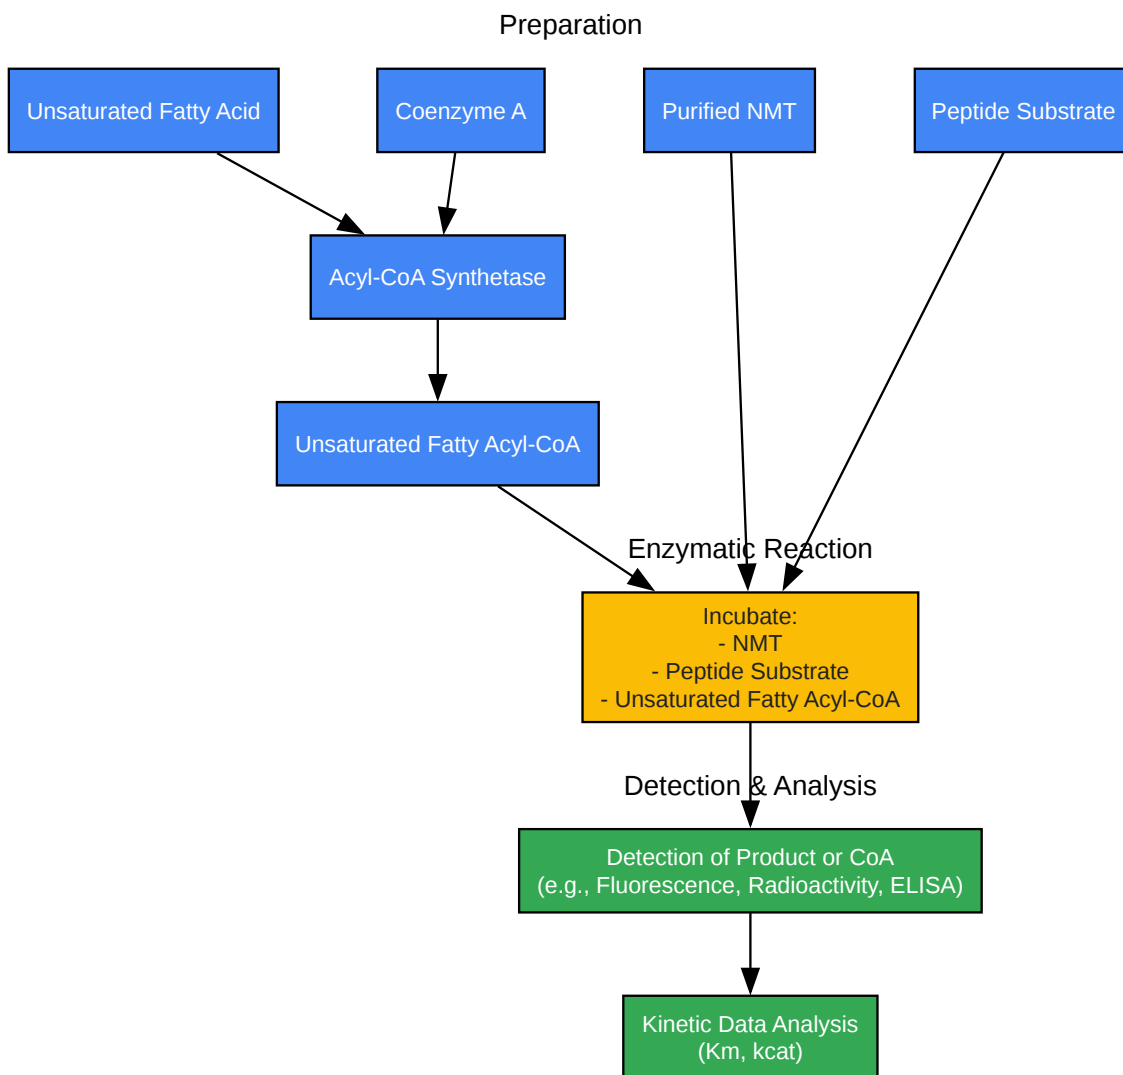 Preparation
Unsaturated Fatty Acid
Coenzyme A
Purified NMT
Peptide Substrate
Acyl-CoA Synthetase
Unsaturated Fatty Acyl-CoA
Enzymatic Reaction
Incubate:
- NMT
- Peptide Substrate
- Unsaturated Fatty Acyl-CoA
Detection & Analysis
Detection of Product or CoA
(e.g., Fluorescence, Radioactivity, ELISA)
Kinetic Data Analysis
(Km, kcat)